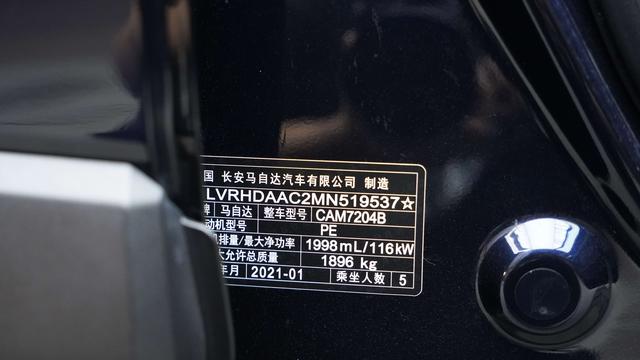 国 长安马自达汽车有限公司 制造
LVRHDAAC2MN519537☆
牌 马自达 整车型号 CAM7204B
动机型号 PE
排量/最大净功率 1998mL/116kW
允许总质量 1896 kg
年月 2021-01 乘坐人数 5